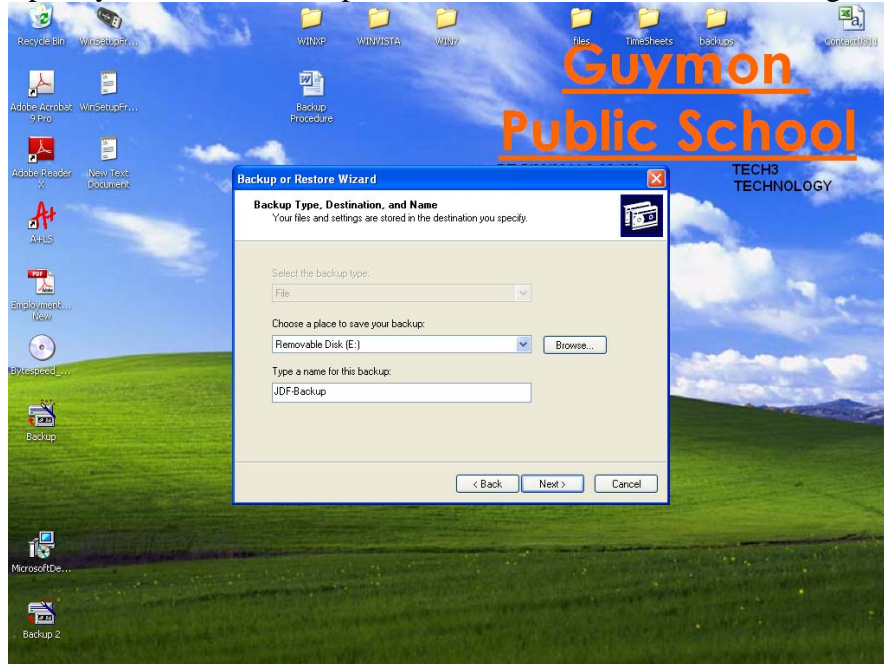 Recycle Bin
WinSetupFr...
WINXP
WINVISTA
WIN7
files
TimeSheets
backups
Guymon
Public School
Adobe Acrobat
9 Pro
WinSetupFr...
Backup
Procedure
TECH3
TECHNOLOGY
Adobe Reader
X
New Text
Document
A+LS
Employment...
New
Bytespeed_...
Backup
MicrosoftDe...
Backup 2
Backup or Restore Wizard
Backup Type, Destination, and Name
Your files and settings are stored in the destination you specify.
Select the backup type:
File
Choose a place to save your backup:
Removable Disk (E:)
Browse...
Type a name for this backup:
JDF-Backup
< Back
Next >
Cancel